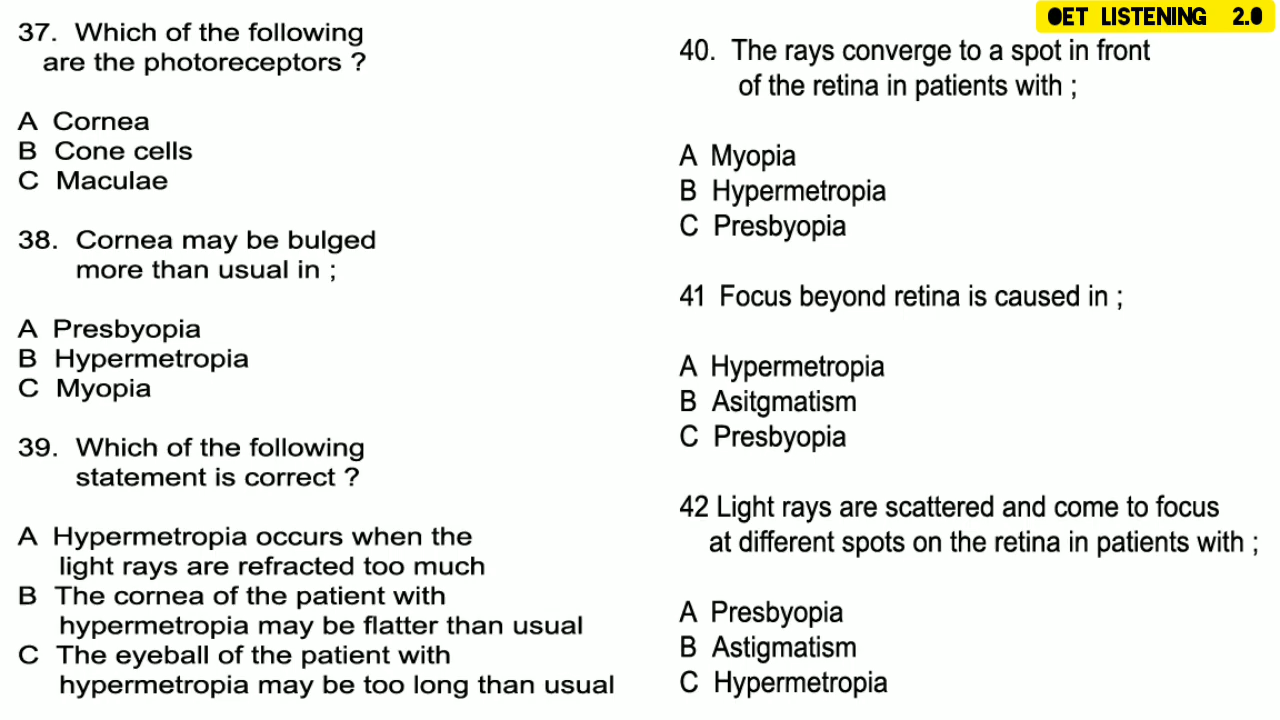 OET LISTENING 2.0
37. Which of the following
are the photoreceptors ?
A Cornea
B Cone cells
C Maculae
38. Cornea may be bulged
more than usual in ;
A Presbyopia
B Hypermetropia
C Myopia
39. Which of the following
statement is correct ?
A Hypermetropia occurs when the
light rays are refracted too much
B The cornea of the patient with
hypermetropia may be flatter than usual
C The eyeball of the patient with
hypermetropia may be too long than usual
40. The rays converge to a spot in front
of the retina in patients with ;
A Myopia
B Hypermetropia
C Presbyopia
41 Focus beyond retina is caused in ;
A Hypermetropia
B Asitgmatism
C Presbyopia
42 Light rays are scattered and come to focus
at different spots on the retina in patients with ;
A Presbyopia
B Astigmatism
C Hypermetropia